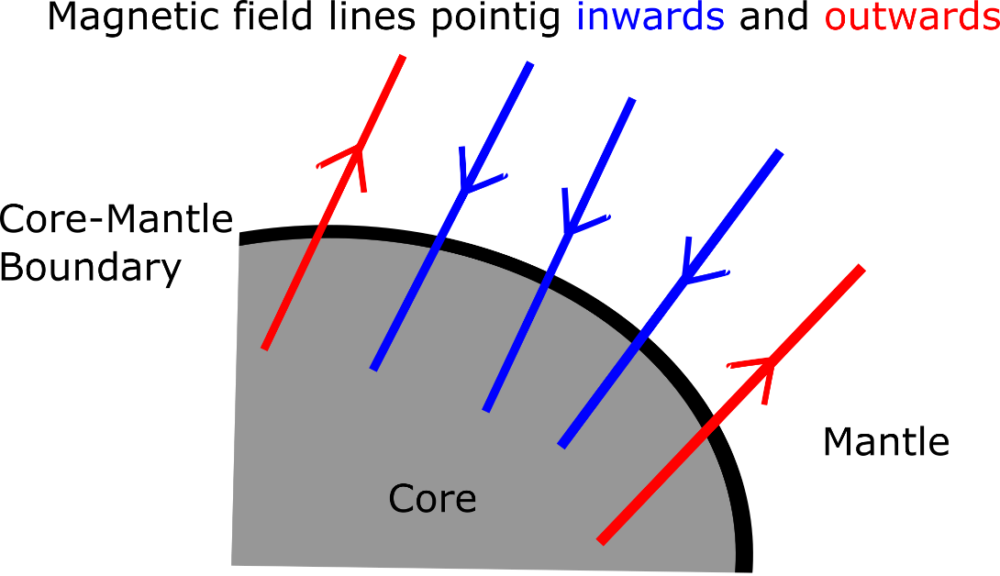 Magnetic field lines pointig inwards and outwards
Core-Mantle
Boundary
Mantle
Core